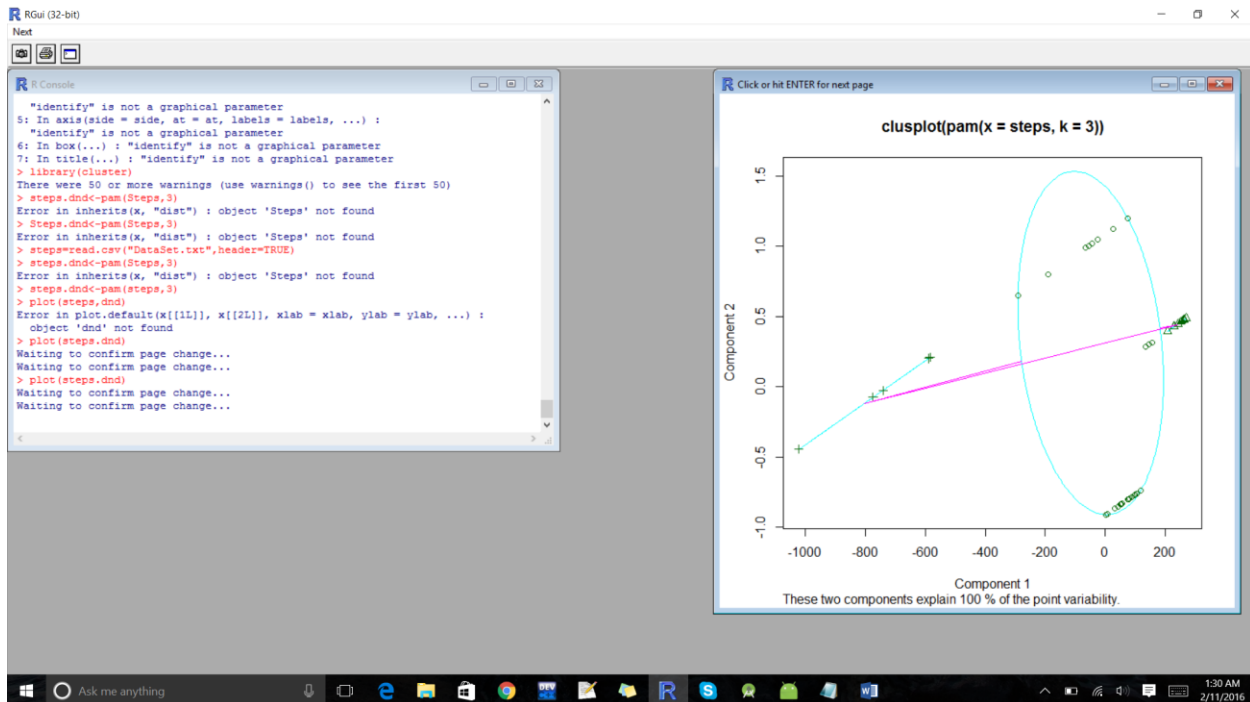 RGui (32-bit)
Next
R Console
"identify" is not a graphical parameter
5: In axis(side = side, at = at, labels = labels, ...) :
"identify" is not a graphical parameter
6: In box(...) : "identify" is not a graphical parameter
7: In title(...) : "identify" is not a graphical parameter
> library(cluster)
There were 50 or more warnings (use warnings() to see the first 50)
> steps.dnd<-pam(Steps,3)
Error in inherits(x, "dist") : object 'Steps' not found
> Steps.dnd<-pam(Steps,3)
Error in inherits(x, "dist") : object 'Steps' not found
> steps=read.csv("DataSet.txt",header=TRUE)
> steps.dnd<-pam(Steps,3)
Error in inherits(x, "dist") : object 'Steps' not found
> steps.dnd<-pam(steps,3)
> plot(steps,dnd)
Error in plot.default(x[[1L]], x[[2L]], xlab = xlab, ylab = ylab, ...) :
object 'dnd' not found
> plot(steps.dnd)
Waiting to confirm page change...
Waiting to confirm page change...
> plot(steps.dnd)
Waiting to confirm page change...
Waiting to confirm page change...
Click or hit ENTER for next page
clusplot(pam(x = steps, k = 3))
Component 2
1.5
1.0
0.5
0.0
-0.5
-1.0
-1000 -800 -600 -400 -200 0 200
Component 1
These two components explain 100 % of the point variability.
Ask me anything
DEV
1:30 AM
2/11/2016